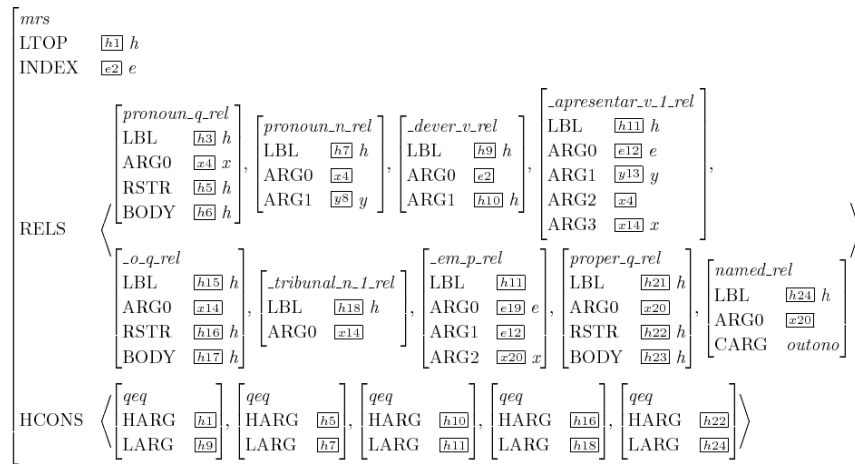 mrs
LTOP h1 h
INDEX e2 e
RELS ⟨
pronoun_q_rel
LBL h3 h
ARG0 x4 x
RSTR h5 h
BODY h6 h
,
pronoun_n_rel
LBL h7 h
ARG0 x4
ARG1 y8 y
,
_dever_v_rel
LBL h9 h
ARG0 e2
ARG1 h10 h
,
_apresentar_v_1_rel
LBL h11 h
ARG0 e12 e
ARG1 y13 y
ARG2 x4
ARG3 x14 x
,
_o_q_rel
LBL h15 h
ARG0 x14
RSTR h16 h
BODY h17 h
,
_tribunal_n_1_rel
LBL h18 h
ARG0 x14
,
_em_p_rel
LBL h11
ARG0 e19 e
ARG1 e12
ARG2 x20 x
,
proper_q_rel
LBL h21 h
ARG0 x20
RSTR h22 h
BODY h23 h
,
named_rel
LBL h24 h
ARG0 x20
CARG outono
⟩
HCONS ⟨
qeq
HARG h1
LARG h9
,
qeq
HARG h5
LARG h7
,
qeq
HARG h10
LARG h11
,
qeq
HARG h16
LARG h18
,
qeq
HARG h22
LARG h24
⟩